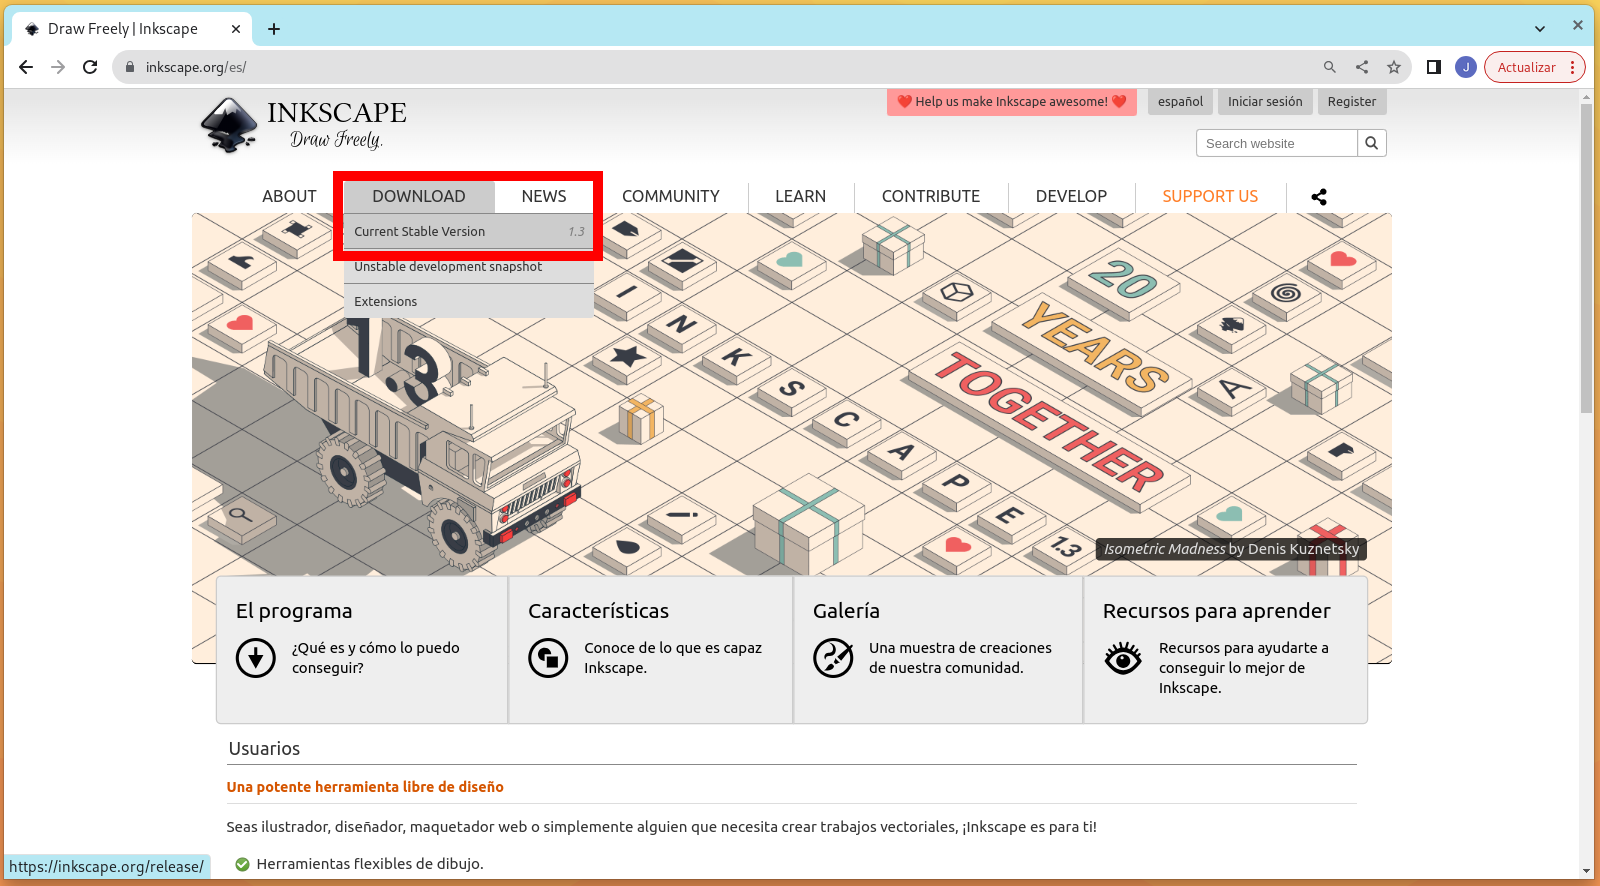 Draw Freely | Inkscape
inkscape.org/es/
J
Actualizar
INKSCAPE
Draw Freely.
Help us make Inkscape awesome!
español
Iniciar sesión
Register
Search website
ABOUT
DOWNLOAD
NEWS
COMMUNITY
LEARN
CONTRIBUTE
DEVELOP
SUPPORT US
Current Stable Version 1.3
Unstable development snapshot
Extensions
1.3
20
YEARS
TOGETHER
I
N
K
S
C
A
P
E
1.3
A
Isometric Madness by Denis Kuznetsky
El programa
¿Qué es y cómo lo puedo
conseguir?
Características
Conoce de lo que es capaz
Inkscape.
Galería
Una muestra de creaciones
de nuestra comunidad.
Recursos para aprender
Recursos para ayudarte a
conseguir lo mejor de
Inkscape.
Usuarios
Una potente herramienta libre de diseño
Seas ilustrador, diseñador, maquetador web o simplemente alguien que necesita crear trabajos vectoriales, ¡Inkscape es para ti!
Herramientas flexibles de dibujo.
https://inkscape.org/release/